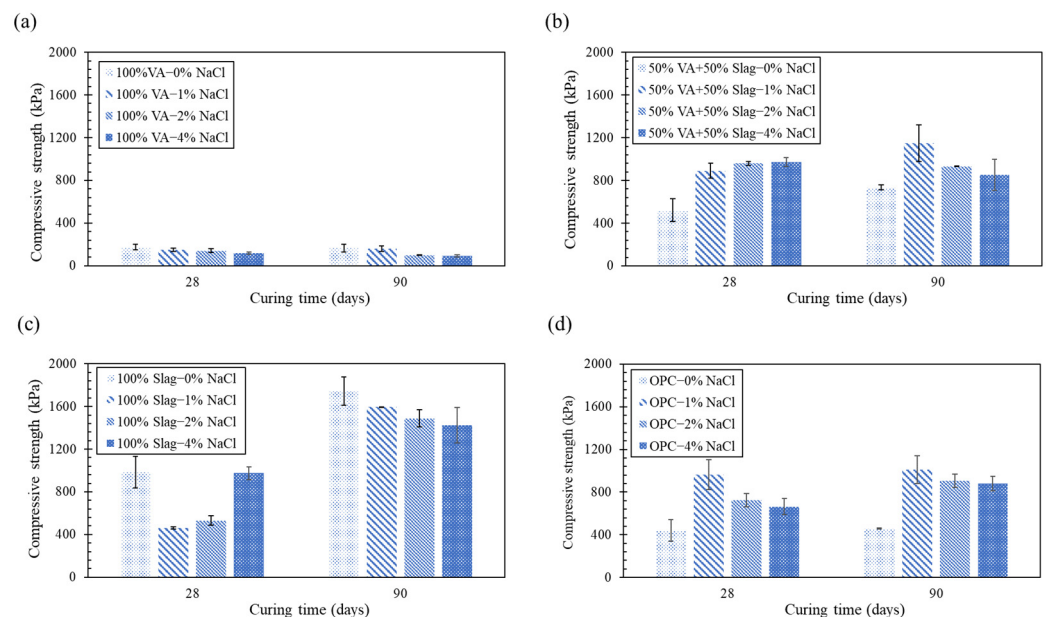 (a)
2000
1600
1200
800
400
0
Compressive strength (kPa)
100%VA−0% NaCl
100% VA−1% NaCl
100% VA−2% NaCl
100% VA−4% NaCl
28
90
Curing time (days)
(b)
2000
1600
1200
800
400
0
Compressive strength (kPa)
50% VA+50% Slag−0% NaCl
50% VA+50% Slag−1% NaCl
50% VA+50% Slag−2% NaCl
50% VA+50% Slag−4% NaCl
28
90
Curing time (days)
(c)
2000
1600
1200
800
400
0
Compressive strength (kPa)
100% Slag−0% NaCl
100% Slag−1% NaCl
100% Slag−2% NaCl
100% Slag−4% NaCl
28
90
Curing time (days)
(d)
2000
1600
1200
800
400
0
Compressive strength (kPa)
OPC−0% NaCl
OPC−1% NaCl
OPC−2% NaCl
OPC−4% NaCl
28
90
Curing time (days)